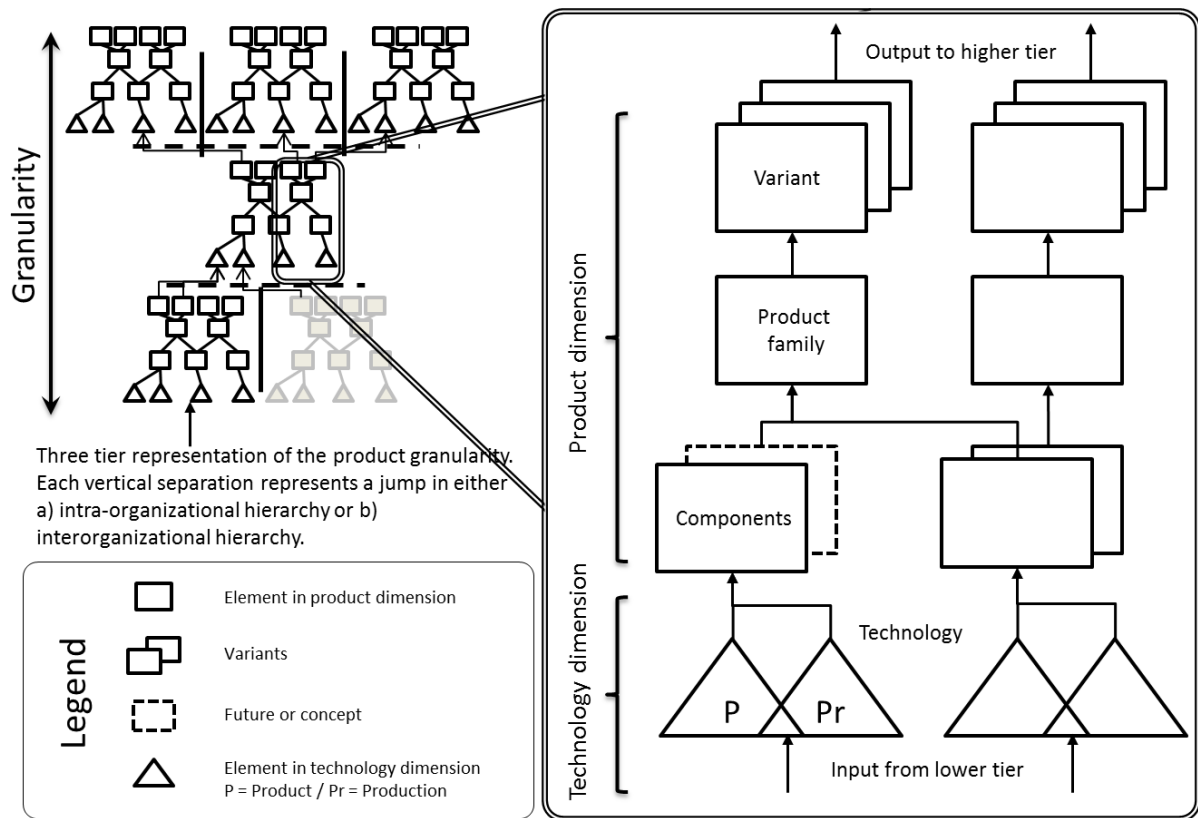 Granularity
Three tier representation of the product granularity.
Each vertical separation represents a jump in either
a) intra-organizational hierarchy or b)
interorganizational hierarchy.
Legend
Element in product dimension
Variants
Future or concept
Element in technology dimension
P = Product / Pr = Production
Output to higher tier
Product dimension
Variant
Product
family
Components
Technology dimension
Technology
P
Pr
Input from lower tier